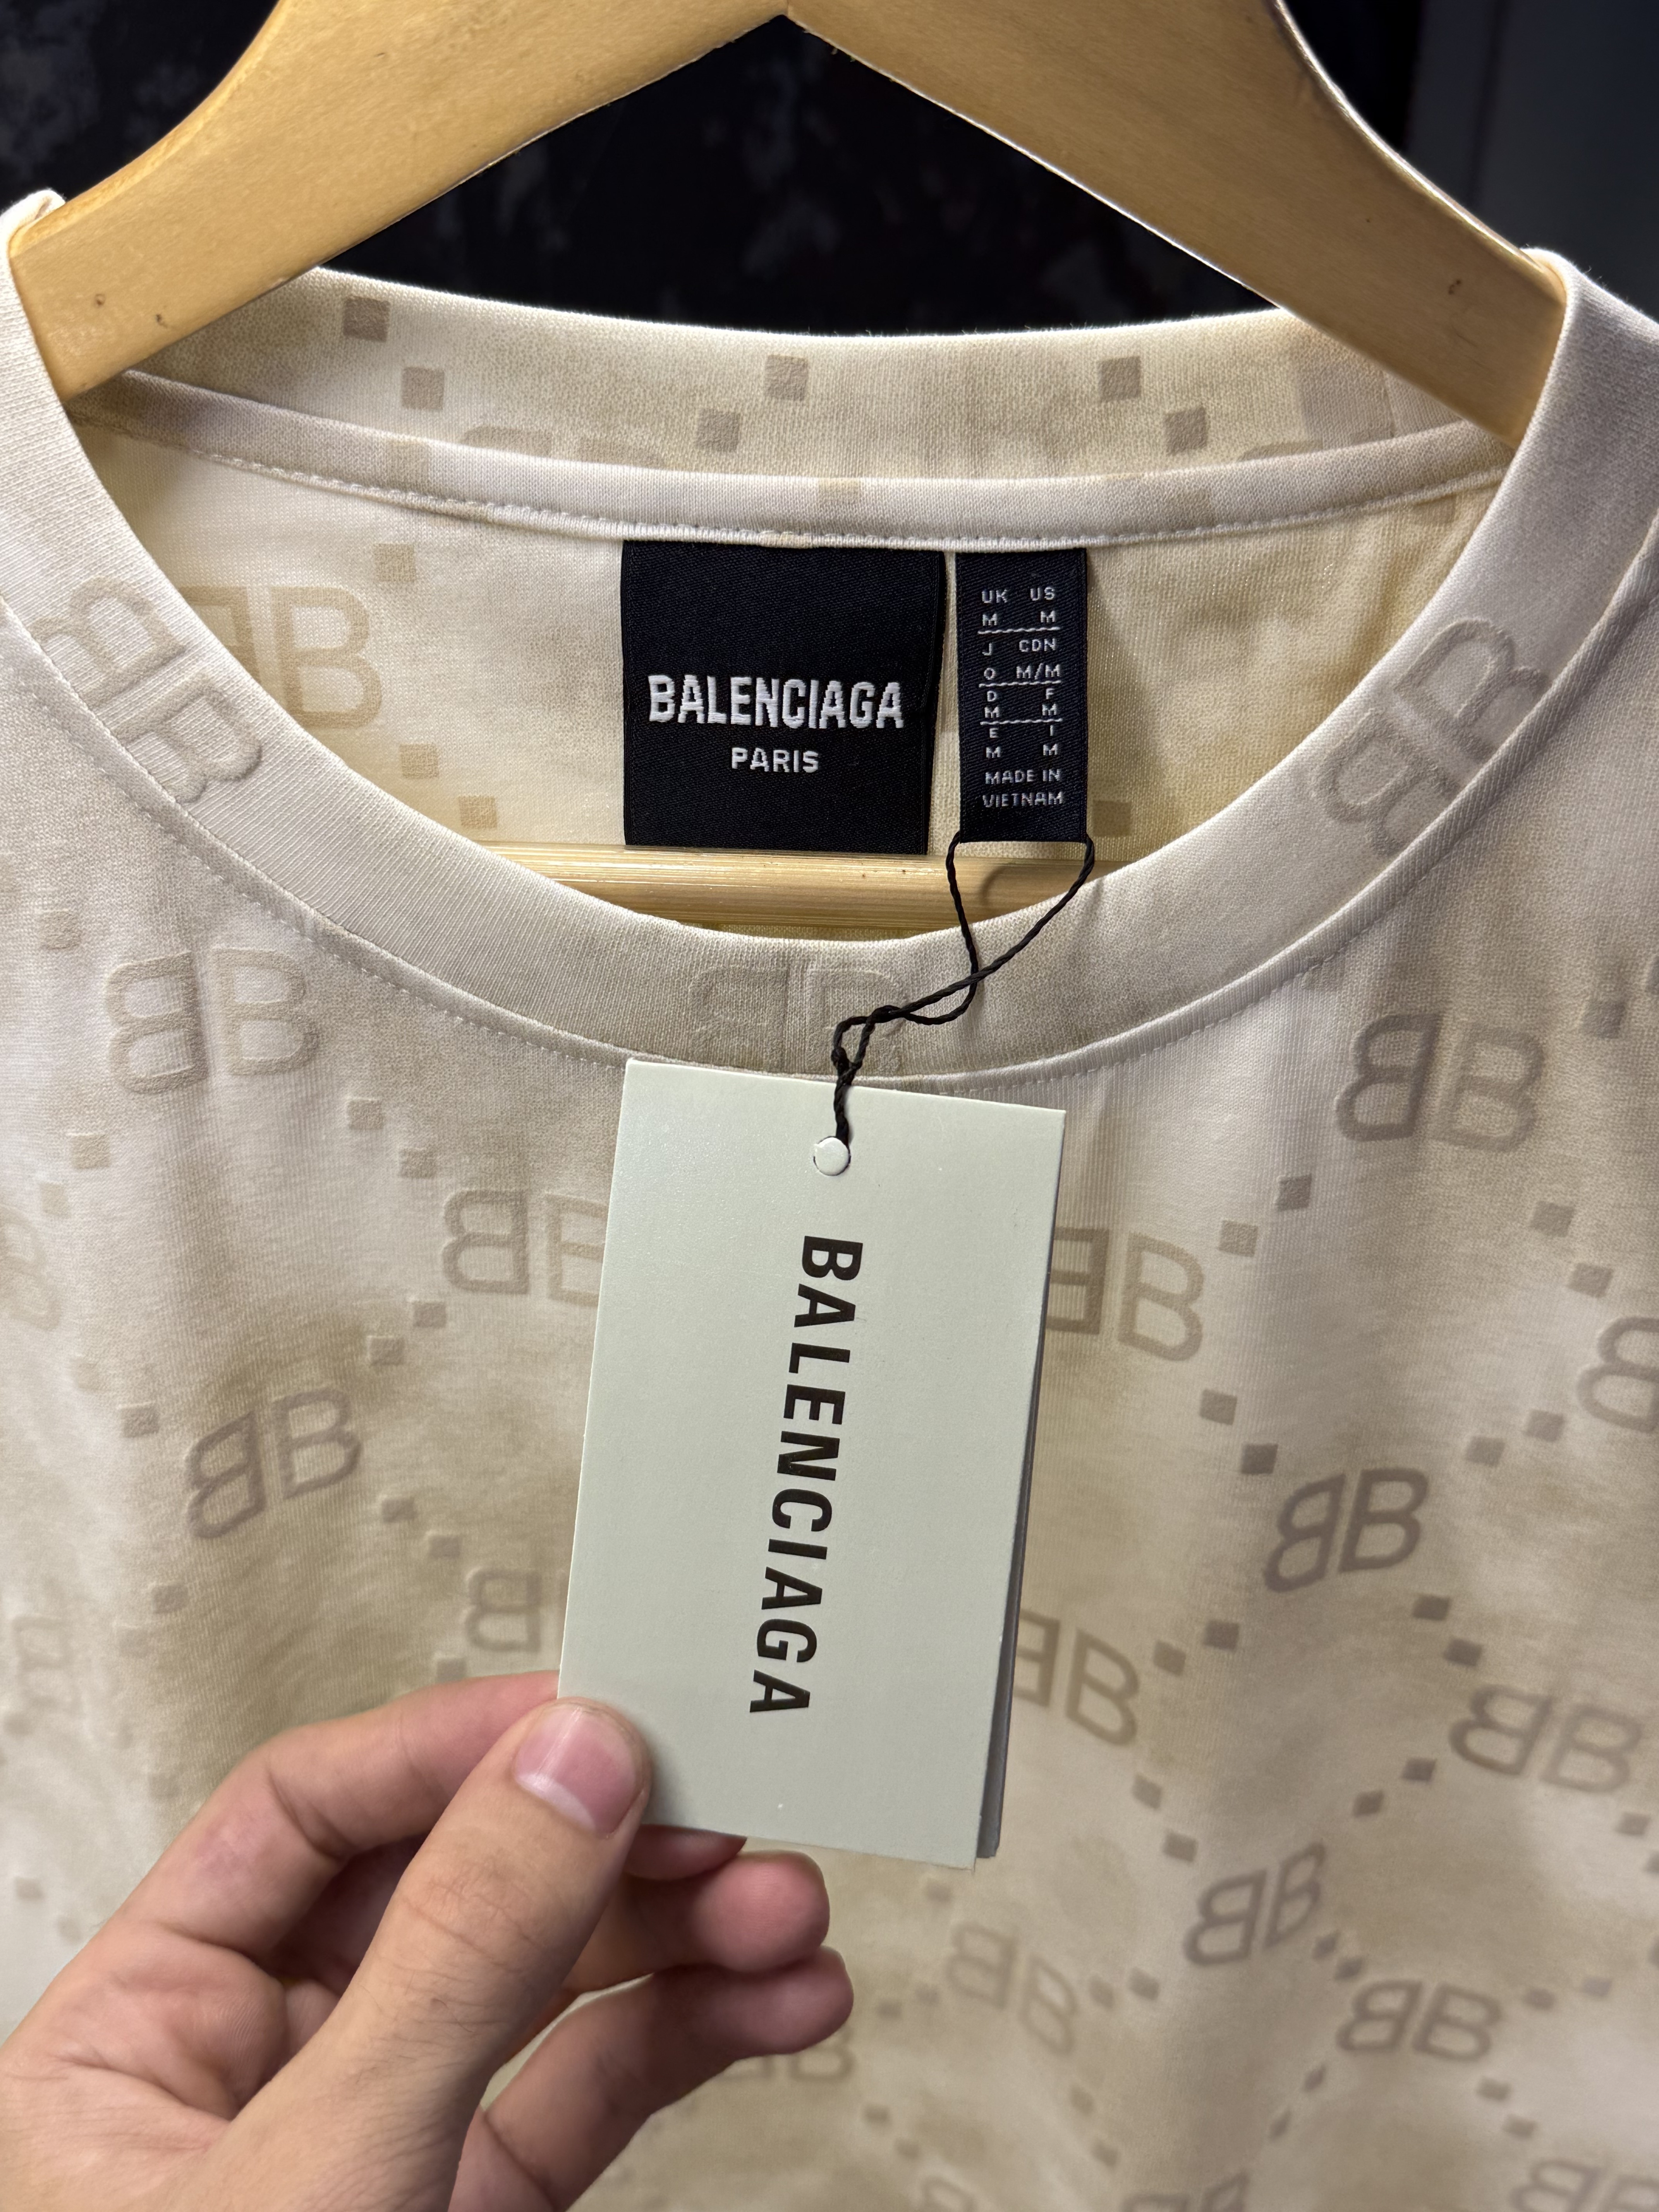 BALENCIAGA
PARIS
UK US
M M
J CDN
O M/M
D F
M M
E I
M M
MADE IN
VIETNAM
BALENCIAGA